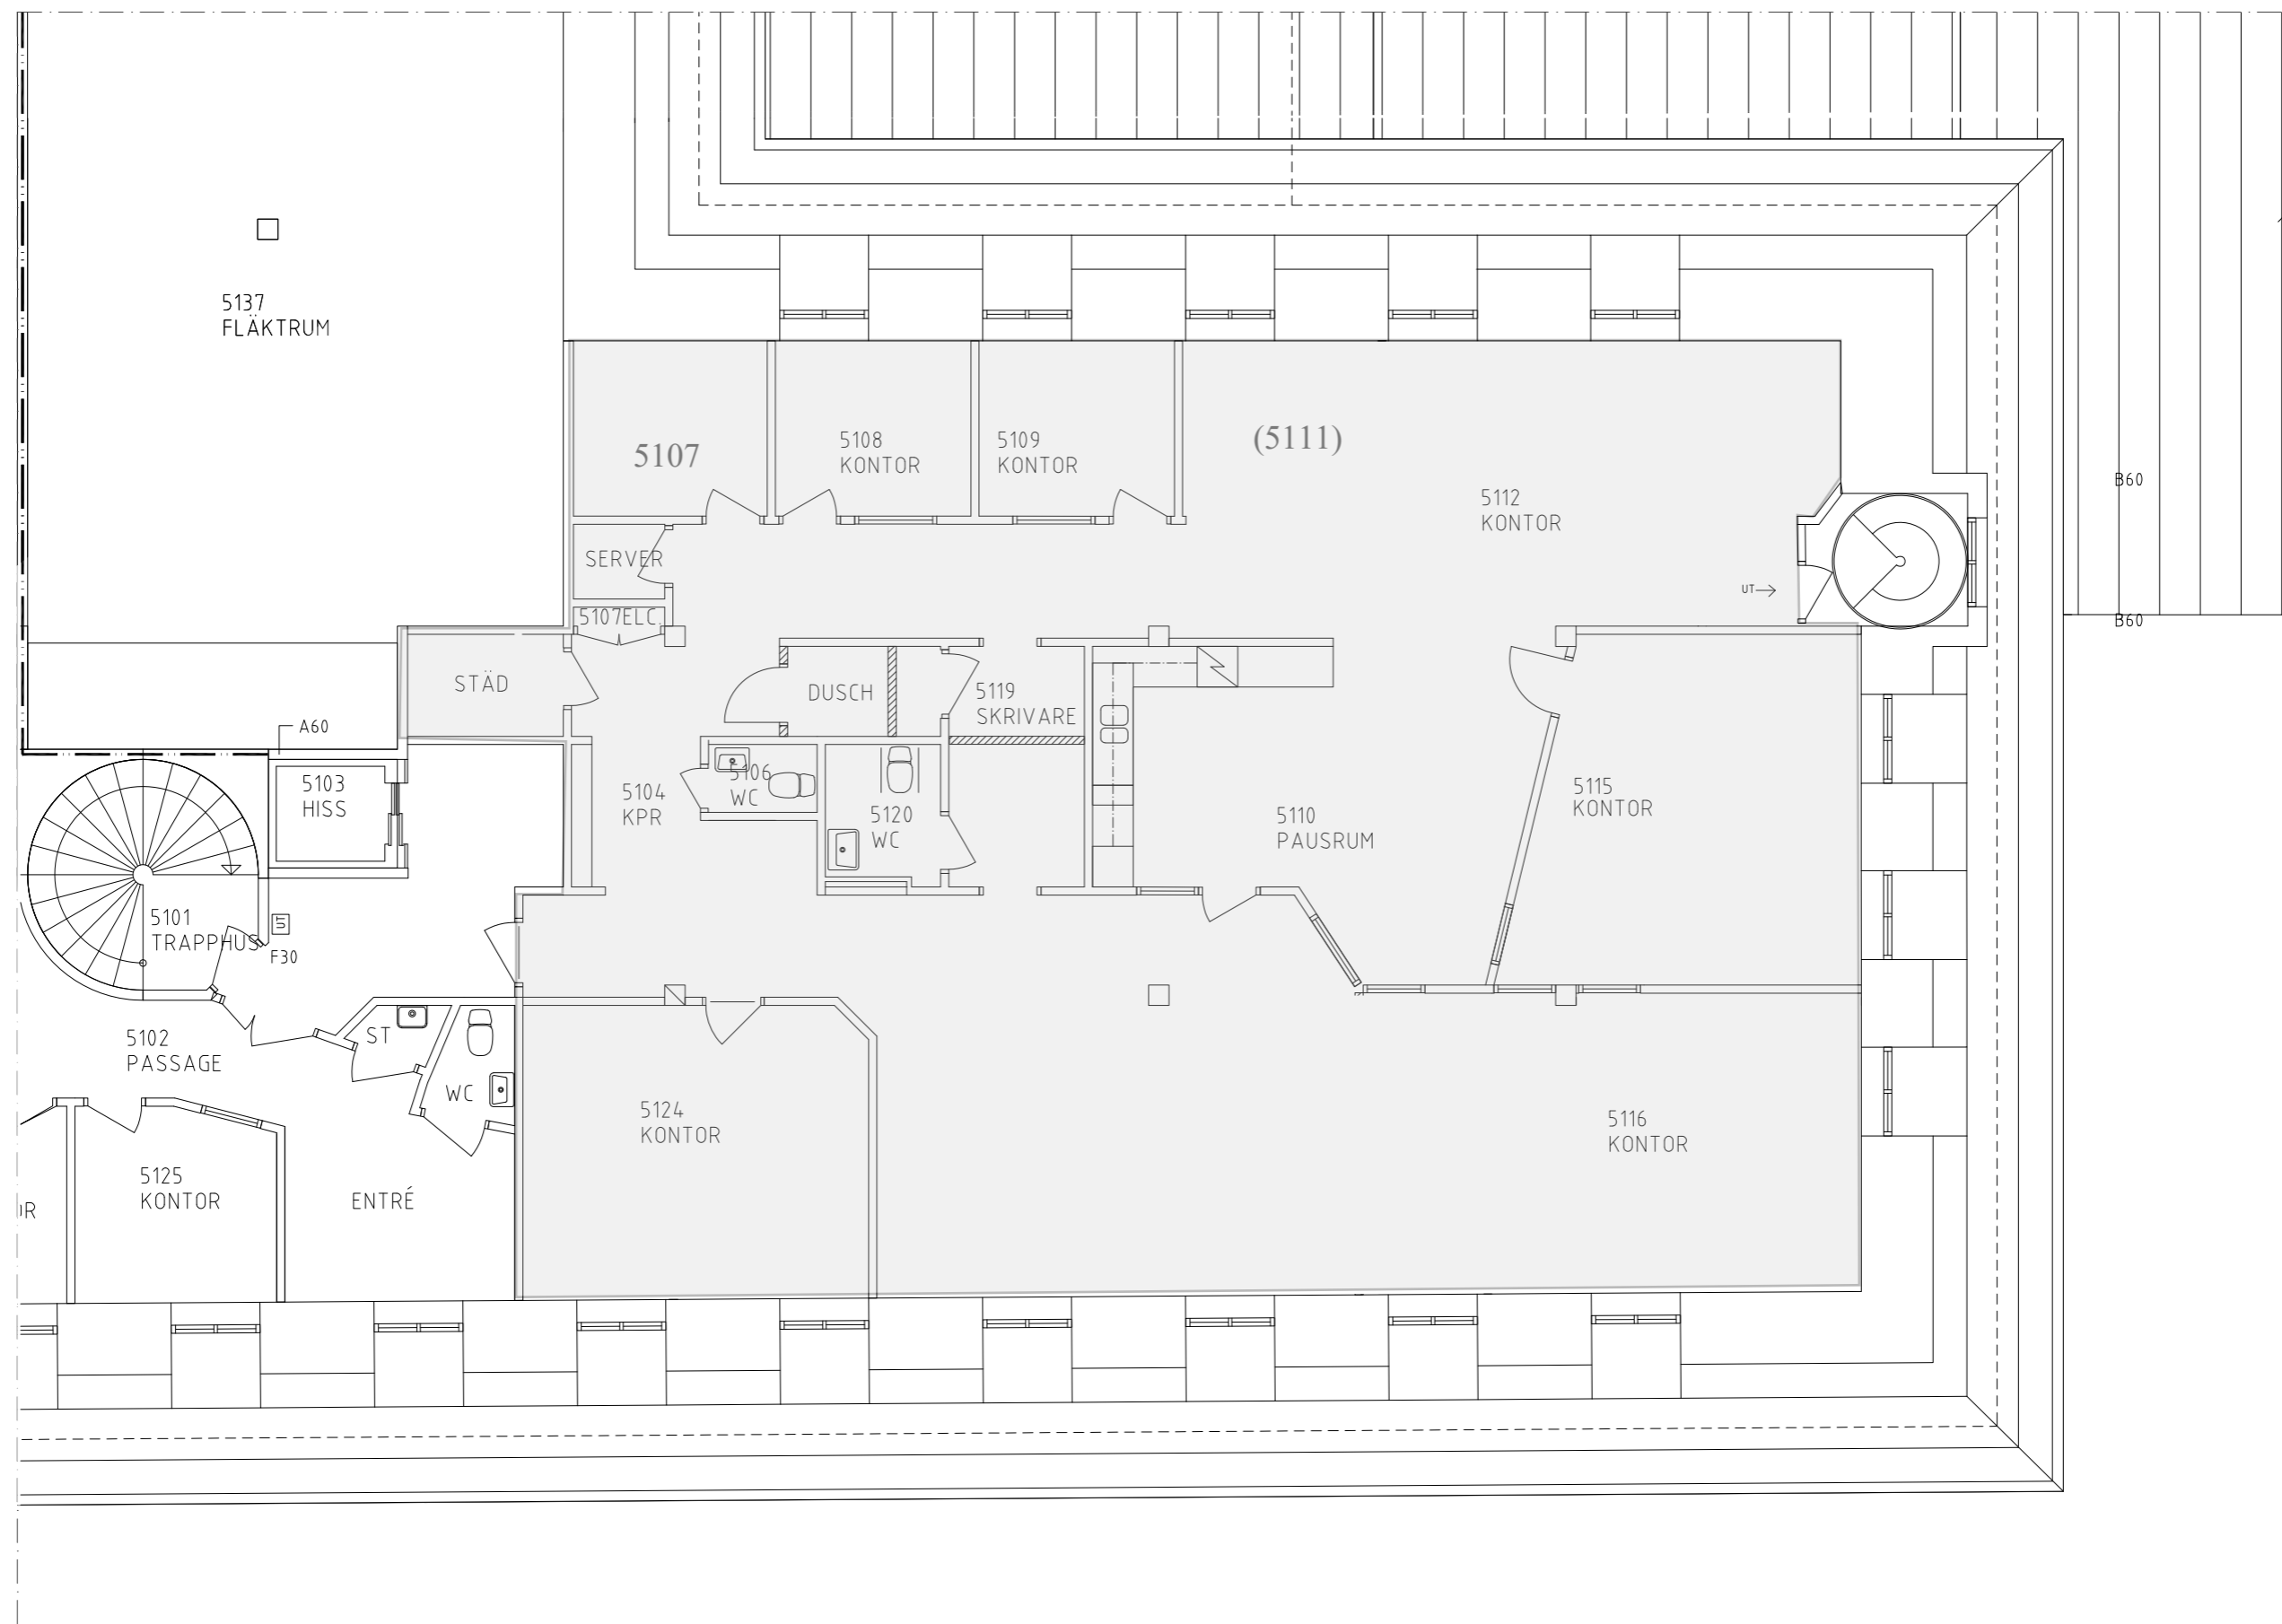 5137
FLÄKTRUM
5107
5108
KONTOR
5109
KONTOR
(5111)
5112
KONTOR
B60
SERVER
UT
5107ELC.
B60
STÄD
DUSCH
5119
SKRIVARE
A60
5103
HISS
5106
WC
5104
KPR
5120
WC
5110
PAUSRUM
5115
KONTOR
5101
TRAPPHUS
UT
F30
5102
PASSAGE
ST
WC
5124
KONTOR
5116
KONTOR
5125
KONTOR
ENTRÉ
R